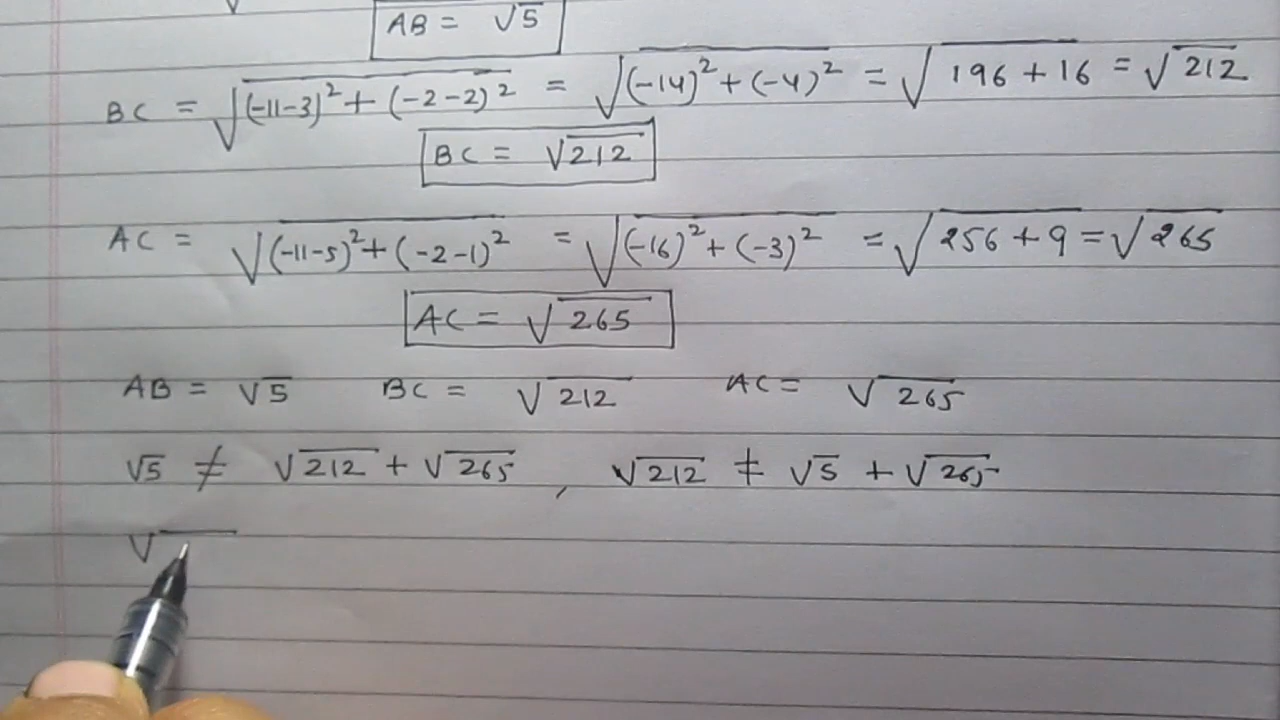 AB = √5
BC = √(-11-3)² + (-2-2)² = √(-14)² + (-4)² = √196 + 16 = √212
BC = √212
AC = √(-11-5)² + (-2-1)² = √(-16)² + (-3)² = √256 + 9 = √265
AC = √265
AB = √5 BC = √212 AC = √265
√5 ≠ √212 + √265 , √212 ≠ √5 + √265
√